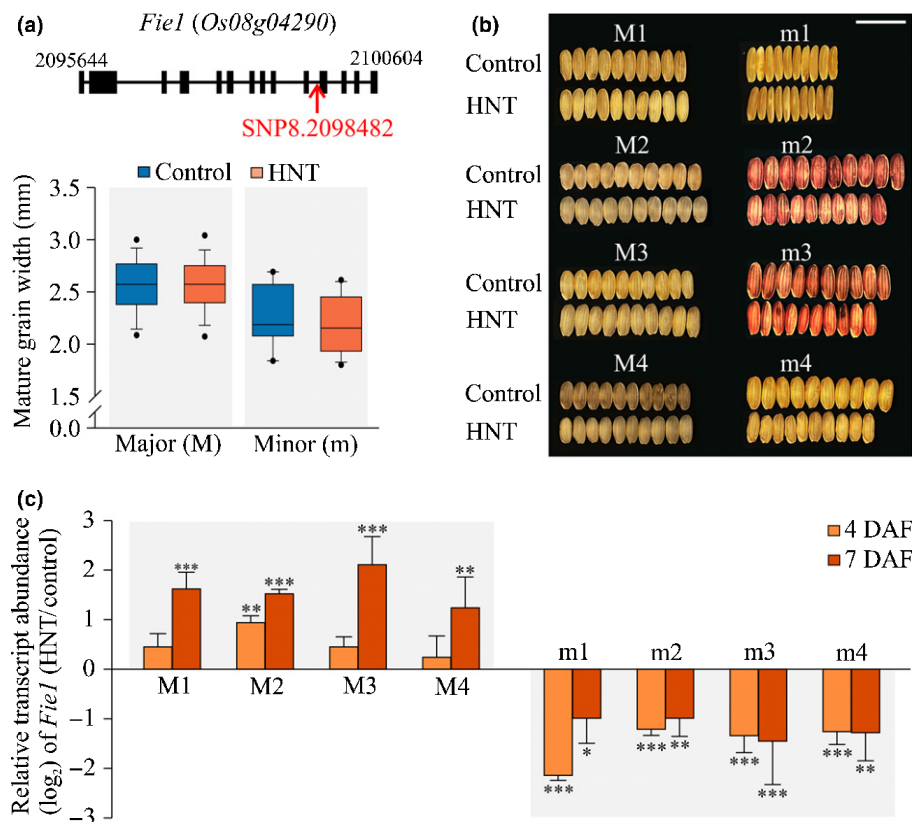 (a)
Fie1 (Os08g04290)
2095644
2100604
SNP8.2098482
Control HNT
Mature grain width (mm)
3.5
3.0
2.5
2.0
1.5
0.0
Major (M) Minor (m)
(b)
M1 m1
Control
HNT
M2 m2
Control
HNT
M3 m3
Control
HNT
M4 m4
Control
HNT
(c)
Relative transcript abundance
(log₂) of Fie1 (HNT/control)
3
2
1
0
−1
−2
−3
4 DAF
7 DAF
*** ** *** *** **
M1 M2 M3 M4
m1 m2 m3 m4
*** * *** ** *** *** *** **